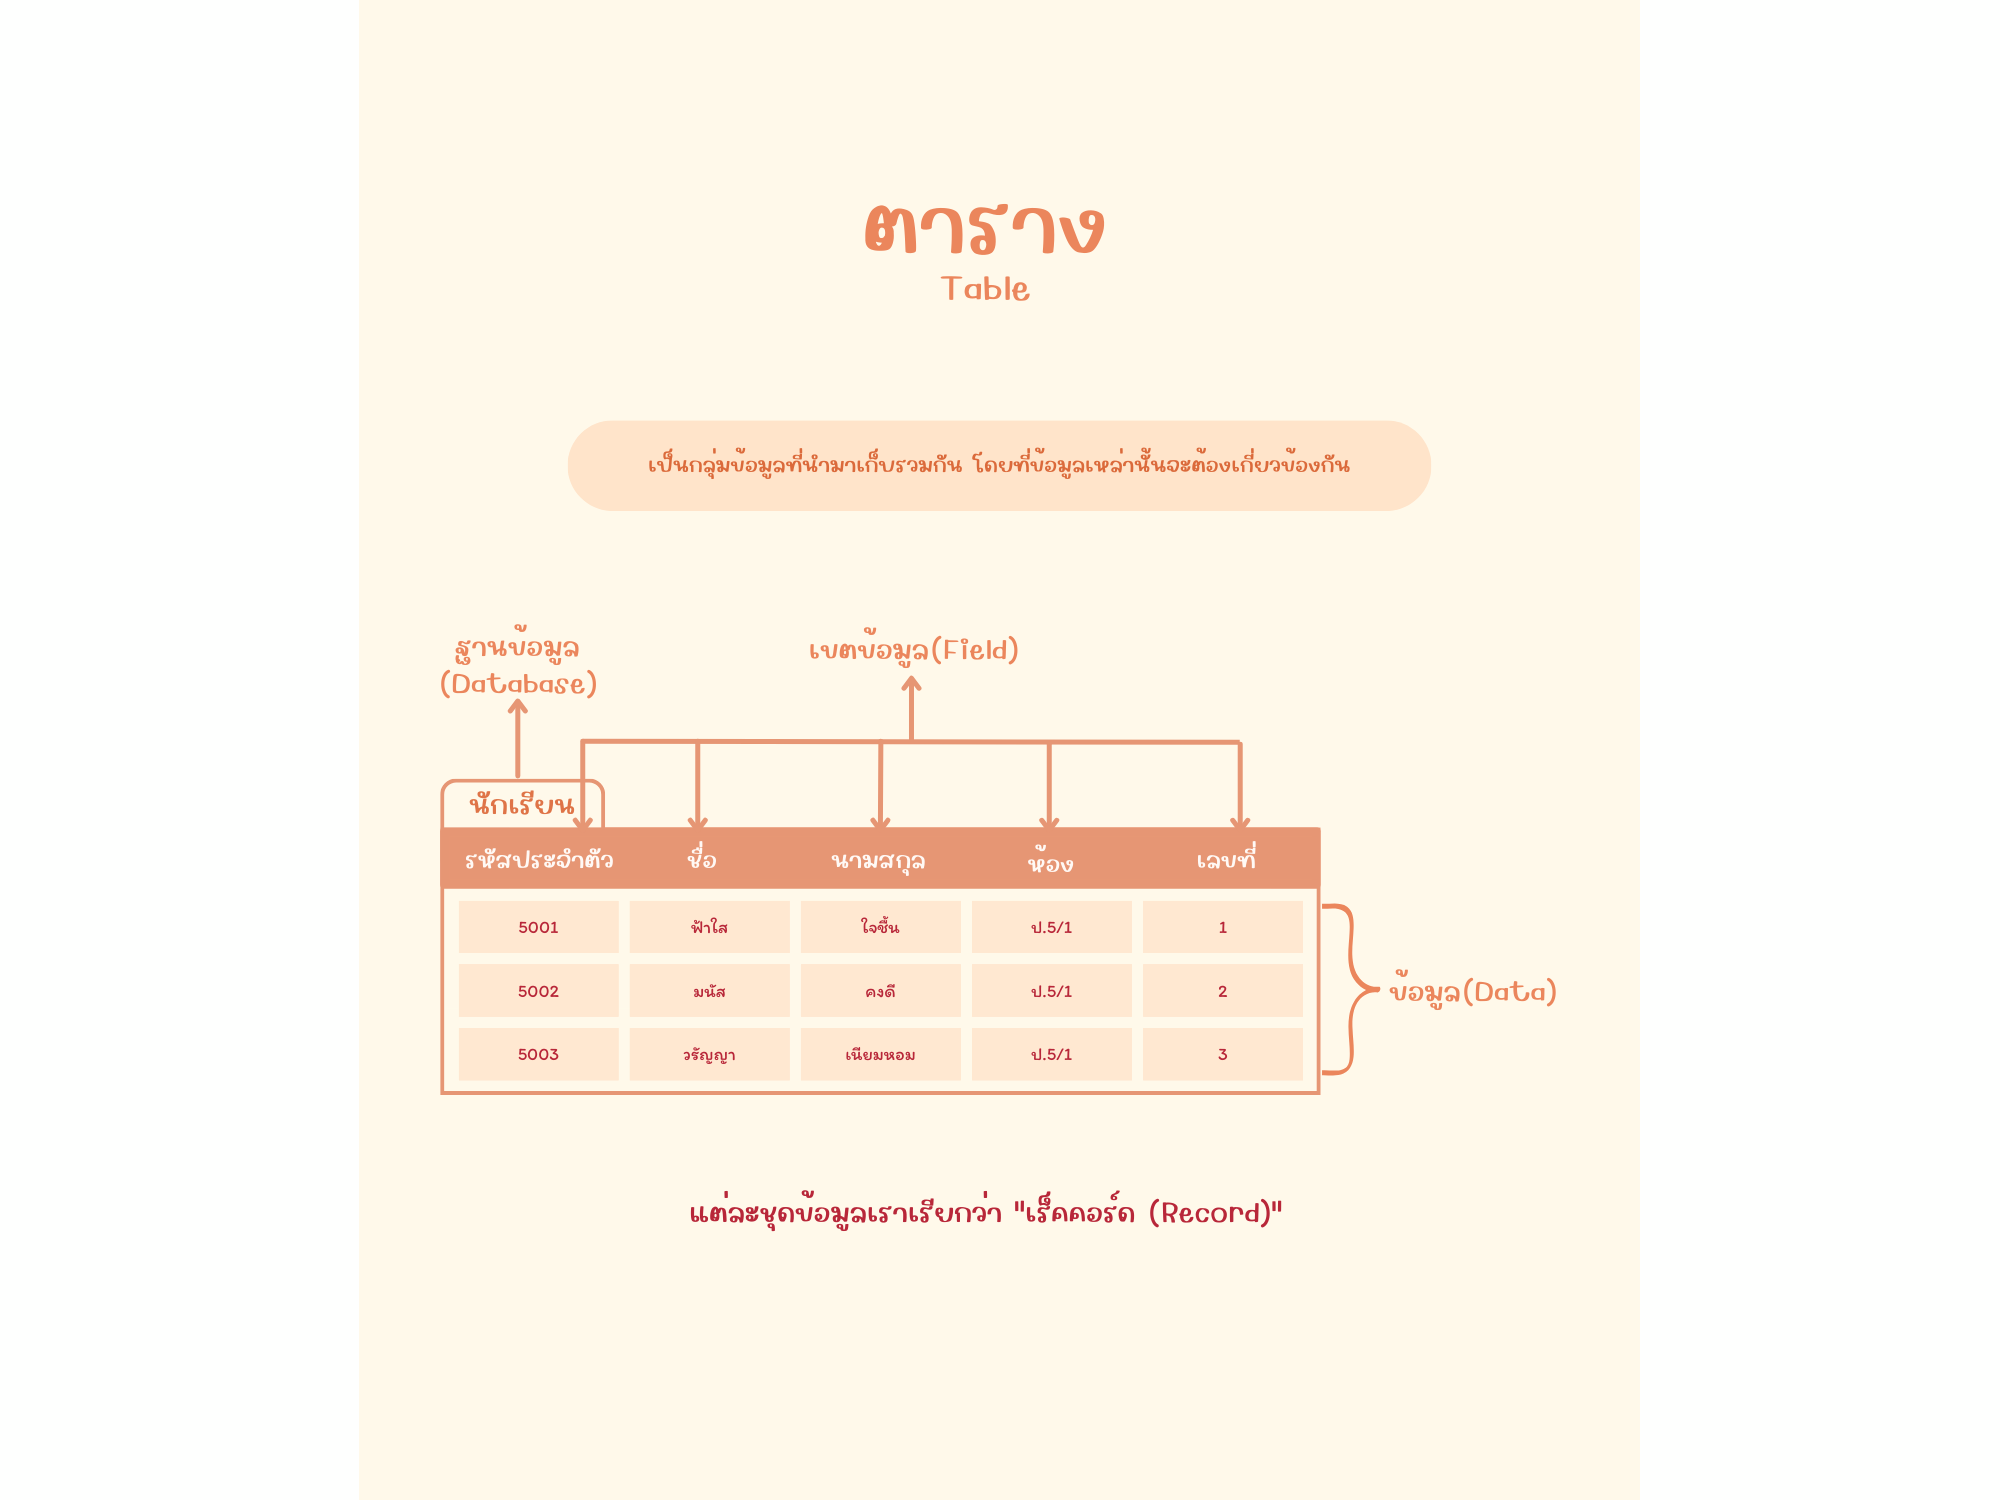 ตาราง
Table
เป็นกลุ่มข้อมูลที่นำมาเก็บรวมกัน โดยที่ข้อมูลเหล่านั้นจะต้องเกี่ยวข้องกัน
ฐานข้อมูล
(Database)
เขตข้อมูล(Field)
นักเรียน
รหัสประจำตัว ชื่อ นามสกุล ห้อง เลขที่
5001 ฟ้าใส ใจชื้น ป.5/1 1
5002 มนัส คงดี ป.5/1 2
5003 วรัญญา เนียมหอม ป.5/1 3
ข้อมูล(Data)
แต่ละชุดข้อมูลเราเรียกว่า "เร็คคอร์ด (Record)"